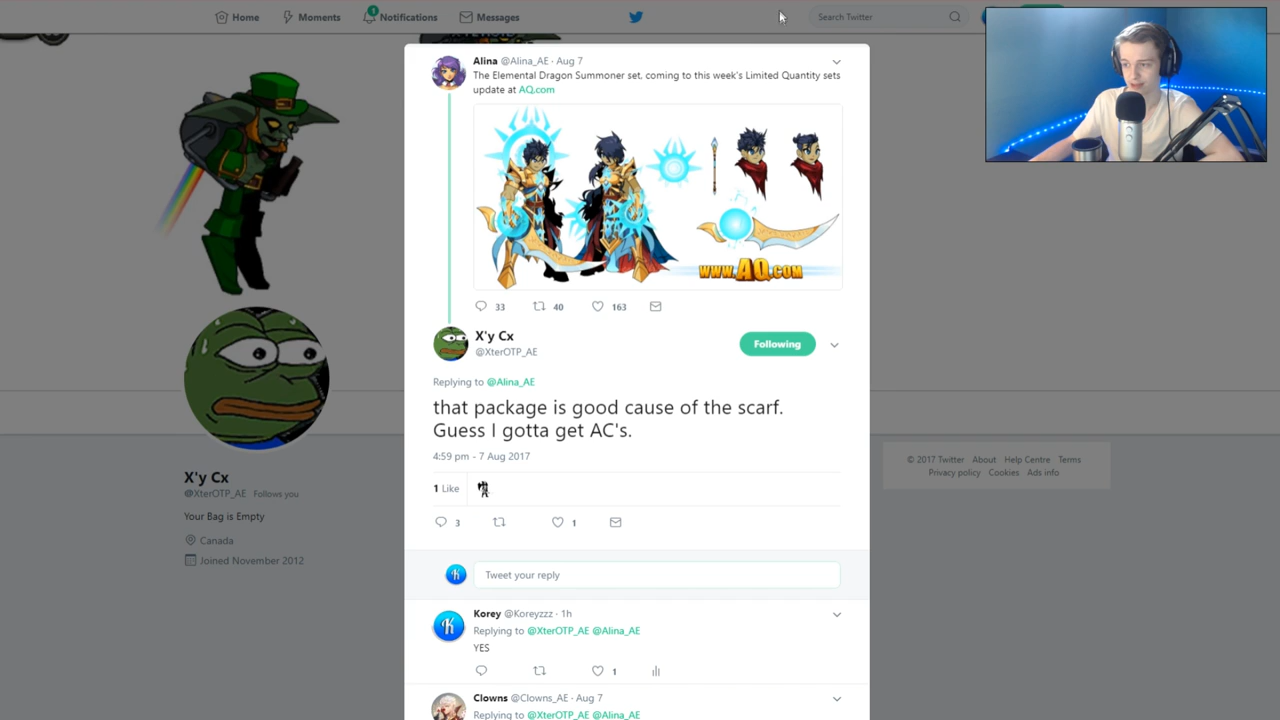 Home
Moments
Notifications
Messages
Search Twitter
Alina @Alina_AE · Aug 7
The Elemental Dragon Summoner set, coming to this week's Limited Quantity sets
update at AQ.com
WWW.AQ.COM
33
40
163
X'y Cx
@XterOTP_AE
Following
Replying to @Alina_AE
that package is good cause of the scarf.
Guess I gotta get AC's.
4:59 pm - 7 Aug 2017
1 Like
3
1
Tweet your reply
Korey @Koreyzzz · 1h
Replying to @XterOTP_AE @Alina_AE
YES
1
Clowns @Clowns_AE · Aug 7
Replying to @XterOTP_AE @Alina_AE
X'y Cx
@XterOTP_AE Follows you
Your Bag is Empty
Canada
Joined November 2012
© 2017 Twitter About Help Centre Terms
Privacy policy Cookies Ads info